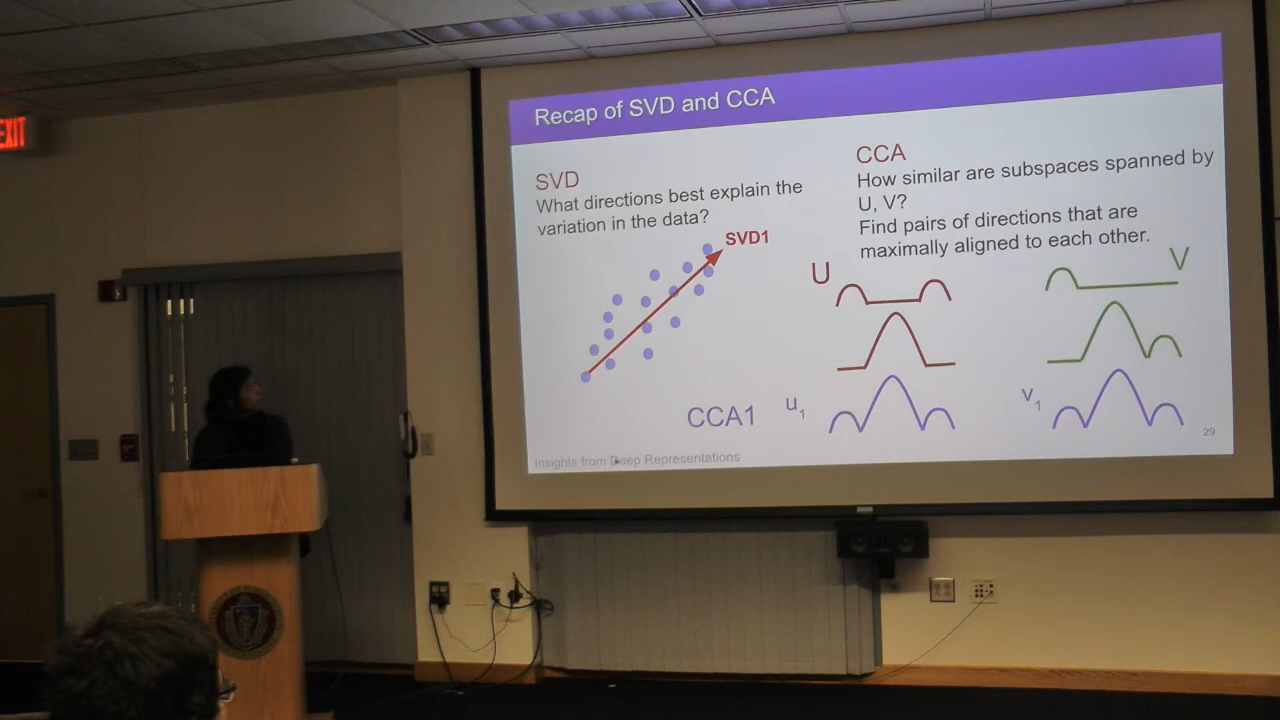 EXIT
Recap of SVD and CCA
SVD
What directions best explain the
variation in the data?
SVD1
CCA
How similar are subspaces spanned by
U, V?
Find pairs of directions that are
maximally aligned to each other.
U
V
CCA1
u1
v1
29
Insights from Deep Representations